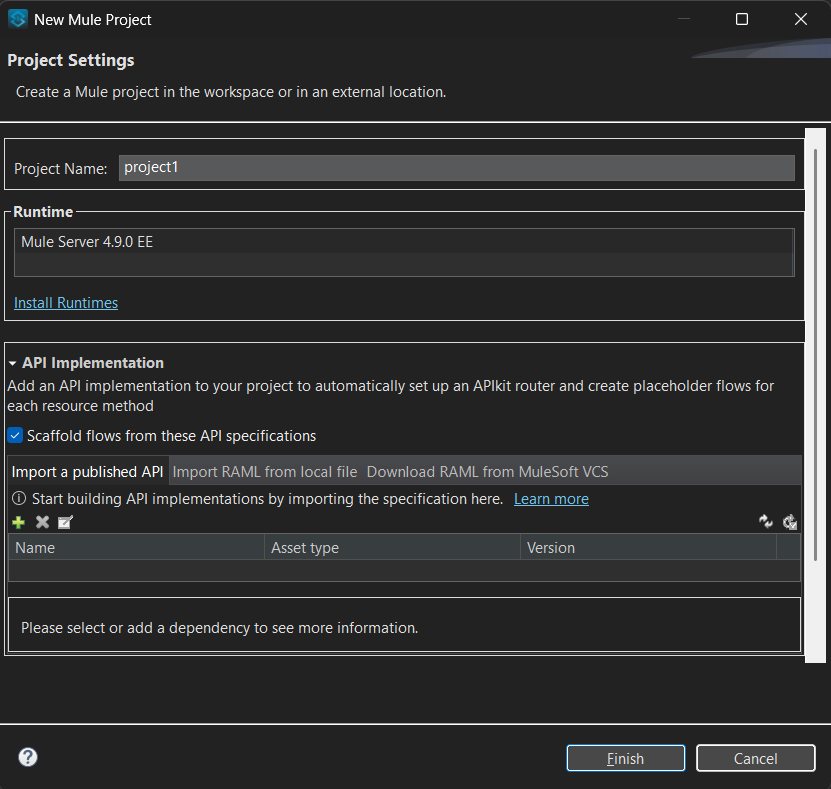 New Mule Project
Project Settings
Create a Mule project in the workspace or in an external location.
Project Name: project1
Runtime
Mule Server 4.9.0 EE
Install Runtimes
API Implementation
Add an API implementation to your project to automatically set up an APIkit router and create placeholder flows for
each resource method
Scaffold flows from these API specifications
Import a published API Import RAML from local file Download RAML from MuleSoft VCS
Start building API implementations by importing the specification here. Learn more
Name Asset type Version
Please select or add a dependency to see more information.
Finish Cancel